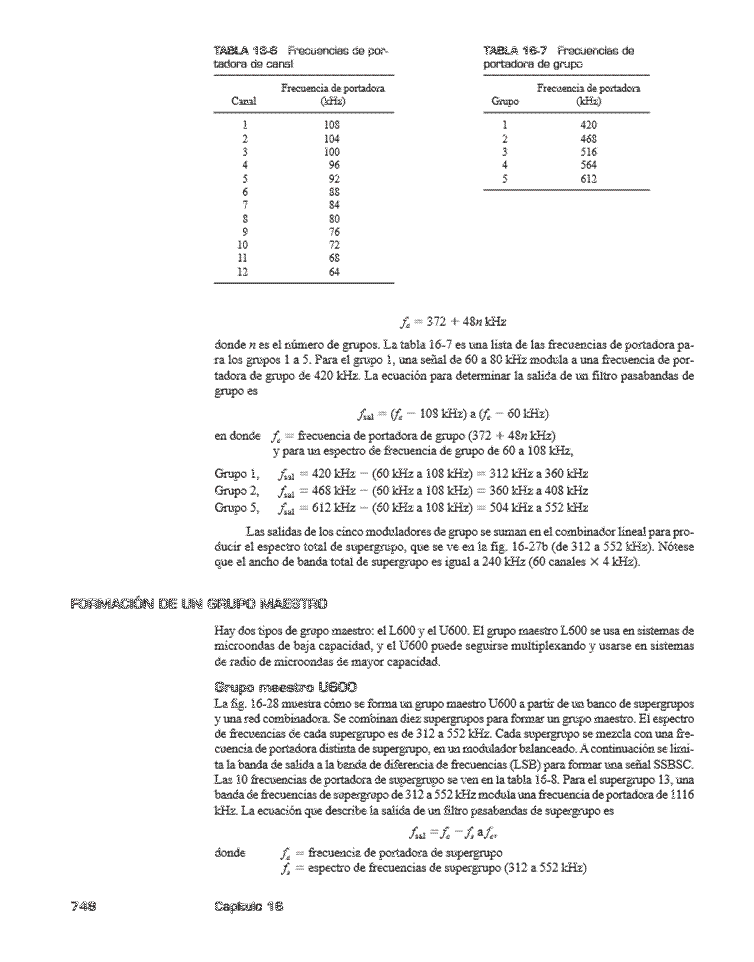 TABLA 16-6 Frecuencias de por-
tadora de canal
Frecuencia de portadora
Canal (kHz)
1 108
2 104
3 100
4 96
5 92
6 88
7 84
8 80
9 76
10 72
11 68
12 64
TABLA 16-7 Frecuencias de
portadora de grupo
Frecuencia de portadora
Grupo (kHz)
1 420
2 468
3 516
4 564
5 612
f_c = 372 + 48n kHz
donde n es el número de grupos. La tabla 16-7 es una lista de las frecuencias de portadora pa-
ra los grupos 1 a 5. Para el grupo 1, una señal de 60 a 80 kHz modula a una frecuencia de por-
tadora de grupo de 420 kHz. La ecuación para determinar la salida de un filtro pasabandas de
grupo es
f_sal = (f_c − 108 kHz) a (f_c − 60 kHz)
en donde f_c = frecuencia de portadora de grupo (372 + 48n kHz)
y para un espectro de frecuencia de grupo de 60 a 108 kHz,
Grupo 1, f_sal = 420 kHz − (60 kHz a 108 kHz) = 312 kHz a 360 kHz
Grupo 2, f_sal = 468 kHz − (60 kHz a 108 kHz) = 360 kHz a 408 kHz
Grupo 5, f_sal = 612 kHz − (60 kHz a 108 kHz) = 504 kHz a 552 kHz
Las salidas de los cinco moduladores de grupo se suman en el combinador lineal para pro-
ducir el espectro total de supergrupo, que se ve en la fig. 16-27b (de 312 a 552 kHz). Nótese
que el ancho de banda total de supergrupo es igual a 240 kHz (60 canales × 4 kHz).
FORMACIÓN DE UN GRUPO MAESTRO
Hay dos tipos de grupo maestro: el L600 y el U600. El grupo maestro L600 se usa en sistemas de
microondas de baja capacidad, y el U600 puede seguirse multiplexando y usarse en sistemas
de radio de microondas de mayor capacidad.
Grupo maestro U600
La fig. 16-28 muestra cómo se forma un grupo maestro U600 a partir de un banco de supergrupos
y una red combinadora. Se combinan diez supergrupos para formar un grupo maestro. El espectro
de frecuencias de cada supergrupo es de 312 a 552 kHz. Cada supergrupo se mezcla con una fre-
cuencia de portadora distinta de supergrupo, en un modulador balanceado. A continuación se limi-
ta la banda de salida a la banda de diferencia de frecuencias (LSB) para formar una señal SSBSC.
Las 10 frecuencias de portadora de supergrupo se ven en la tabla 16-8. Para el supergrupo 13, una
banda de frecuencias de supergrupo de 312 a 552 kHz modula una frecuencia de portadora de 1116
kHz. La ecuación que describe la salida de un filtro pasabandas de supergrupo es
f_sal = f_c − f_s a f_c,
donde f_c = frecuencia de portadora de supergrupo
f_s = espectro de frecuencias de supergrupo (312 a 552 kHz)
748 Capítulo 16